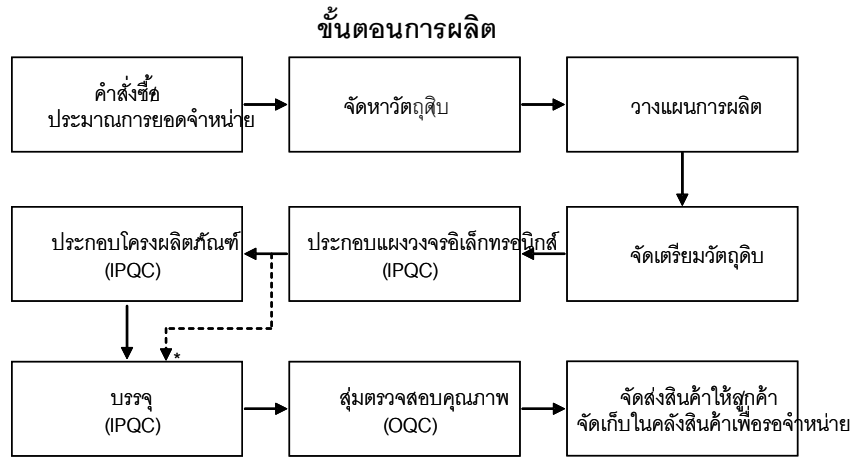 ขั้นตอนการผลิต
คำสั่งซื้อ
ประมาณการยอดจำหน่าย
จัดหาวัตถุดิบ
วางแผนการผลิต
ประกอบโครงผลิตภัณฑ์
(IPQC)
ประกอบแผงวงจรอิเล็กทรอนิกส์
(IPQC)
จัดเตรียมวัตถุดิบ
*
บรรจุ
(IPQC)
สุ่มตรวจสอบคุณภาพ
(OQC)
จัดส่งสินค้าให้ลูกค้า
จัดเก็บในคลังสินค้าเพื่อรอจำหน่าย